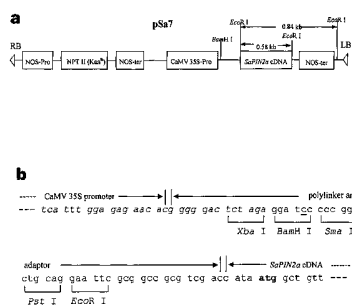 a
pSa7
EcoR I
0.84 kb
EcoR I
BamH I
0.58 kb
RB
LB
NOS-Pro
NPT II (Kan^R)
NOS-ter
CaMV 35S-Pro
SaPIN2a cDNA
NOS-ter
b
CaMV 35S promoter
polylinker an
tca ttt gga gag aac acg ggg gac tct aga gga tcc ccc gg
Xba I BamH I Sma I
adaptor
SaPIN2a cDNA
ctg cag gaa ttc gcg gcc gcg tcg acc ata atg gct gtt
Pst I EcoR I